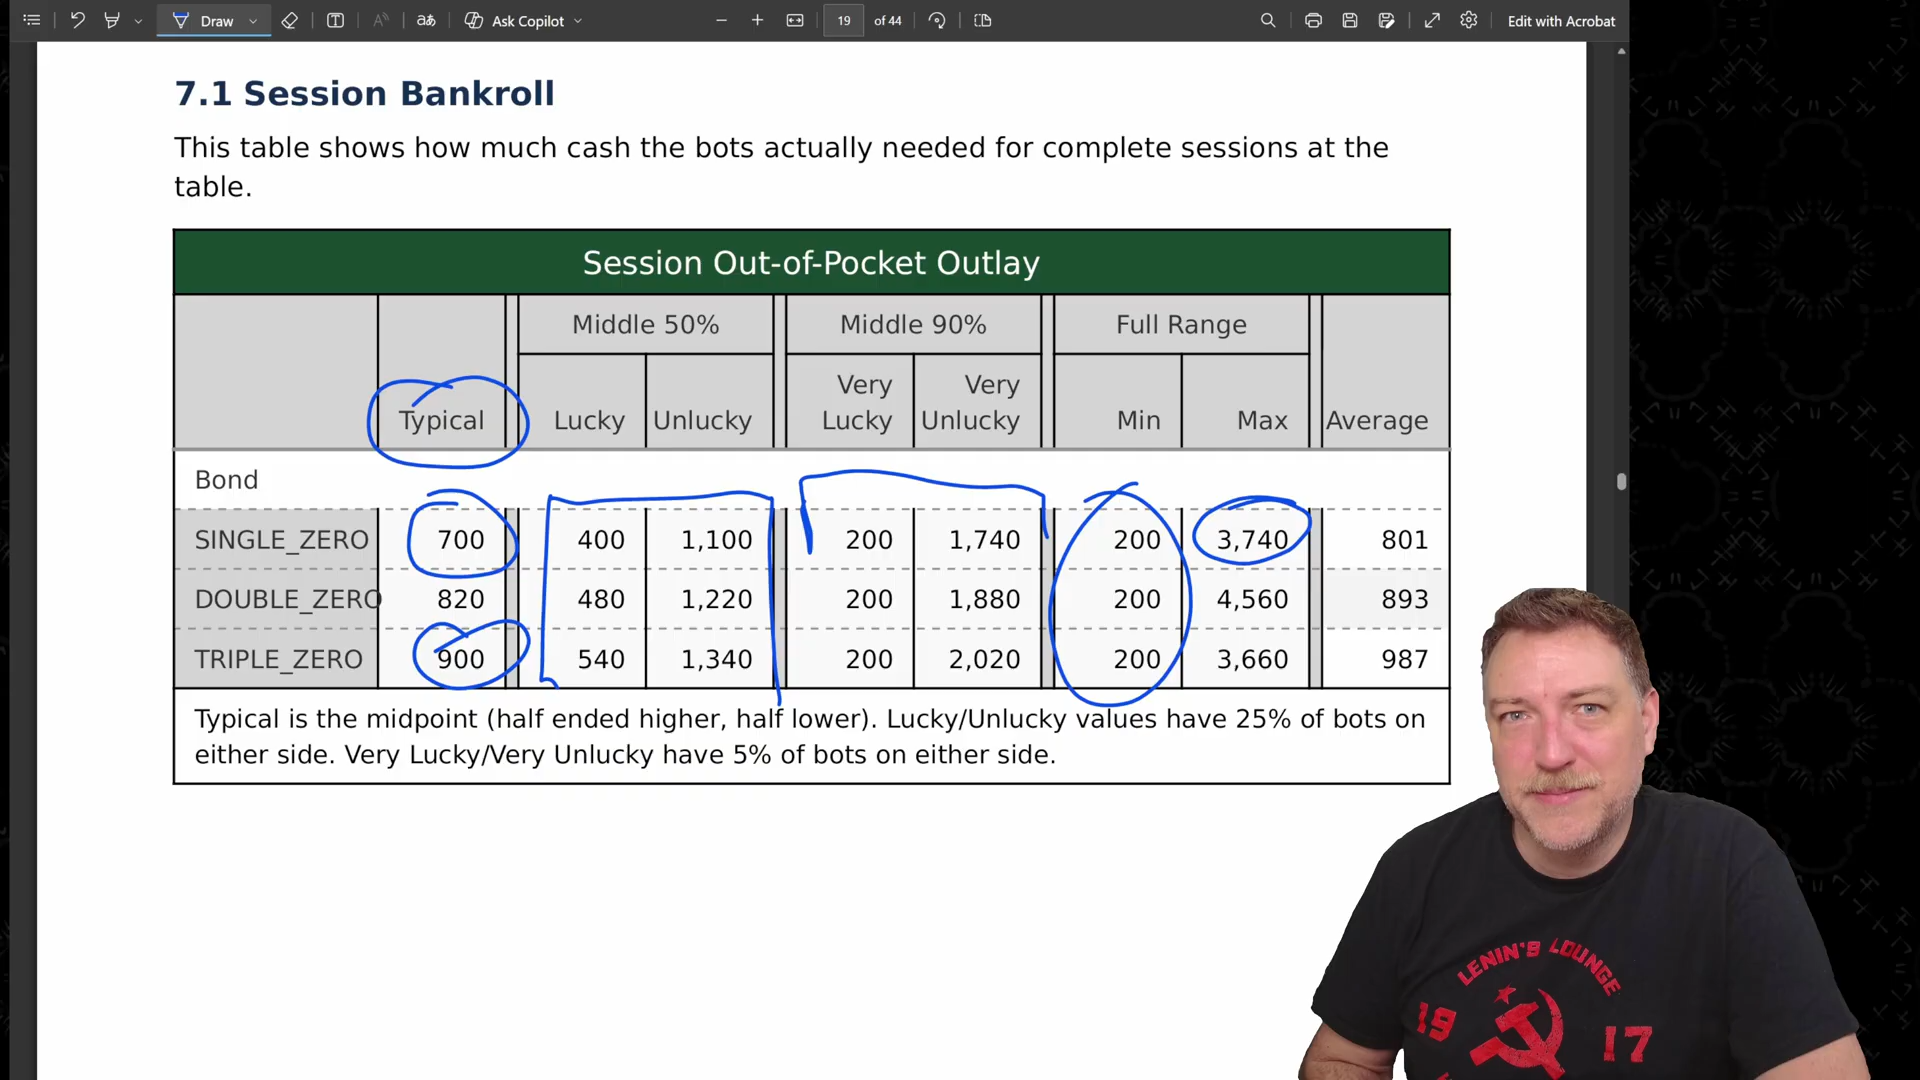 Draw
aあ
Ask Copilot
19 of 44
Edit with Acrobat
7.1 Session Bankroll
This table shows how much cash the bots actually needed for complete sessions at the
table.
Session Out-of-Pocket Outlay
Middle 50% Middle 90% Full Range
Typical Lucky Unlucky Very Lucky Very Unlucky Min Max Average
Bond
SINGLE_ZERO 700 400 1,100 200 1,740 200 3,740 801
DOUBLE_ZERO 820 480 1,220 200 1,880 200 4,560 893
TRIPLE_ZERO 900 540 1,340 200 2,020 200 3,660 987
Typical is the midpoint (half ended higher, half lower). Lucky/Unlucky values have 25% of bots on
either side. Very Lucky/Very Unlucky have 5% of bots on either side.
LENIN'S LOUNGE
19 17